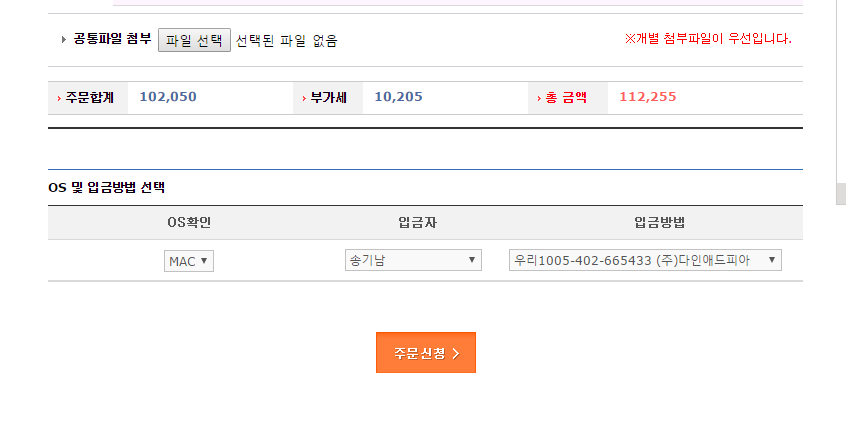 공통파일 첨부 파일 선택 선택된 파일 없음 ※개별 첨부파일이 우선입니다.
주문합계 102,050 부가세 10,205 총 금액 112,255
OS 및 입금방법 선택
OS확인 입금자 입금방법
MAC 송기남 우리1005-402-665433 (주)다인애드피아
주문신청